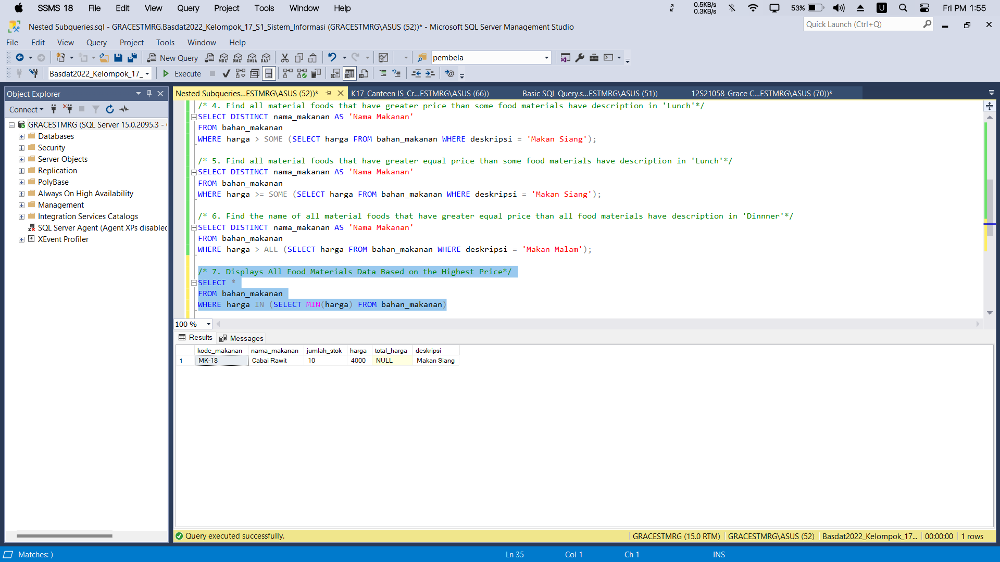 SSMS 18 File Edit View Query Project Tools Window Help 0.5KB/s 0.3KB/s 53% U Fri PM 1:55
Nested Subqueries.sql - GRACESTMRG.Basdat2022_Kelompok_17_S1_Sistem_Informasi (GRACESTMRG\ASUS (52))* - Microsoft SQL Server Management Studio
Quick Launch (Ctrl+Q)
File Edit View Query Project Tools Window Help
New Query MDX DMX XMLA DAX pembela
Basdat2022_Kelompok_17_ Execute
Object Explorer
Nested Subqueries...ESTMRG\ASUS (52))* K17_Canteen IS_Cr...ESTMRG\ASUS (66)) Basic SQL Query.s...ESTMRG\ASUS (51)) 12S21058_Grace C...ESTMRG\ASUS (70))*
Connect
GRACESTMRG (SQL Server 15.0.2095.3 -
Databases
Security
Server Objects
Replication
PolyBase
Always On High Availability
Management
Integration Services Catalogs
SQL Server Agent (Agent XPs disabled
XEvent Profiler
/* 4. Find all material foods that have greater price than some food materials have description in 'Lunch'*/
SELECT DISTINCT nama_makanan AS 'Nama Makanan'
FROM bahan_makanan
WHERE harga > SOME (SELECT harga FROM bahan_makanan WHERE deskripsi = 'Makan Siang');
/* 5. Find all material foods that have greater equal price than some food materials have description in 'Lunch'*/
SELECT DISTINCT nama_makanan AS 'Nama Makanan'
FROM bahan_makanan
WHERE harga >= SOME (SELECT harga FROM bahan_makanan WHERE deskripsi = 'Makan Siang');
/* 6. Find the name of all material foods that have greater equal price than all food materials have description in 'Dinnner'*/
SELECT DISTINCT nama_makanan AS 'Nama Makanan'
FROM bahan_makanan
WHERE harga > ALL (SELECT harga FROM bahan_makanan WHERE deskripsi = 'Makan Malam');
/* 7. Displays All Food Materials Data Based on the Highest Price*/
SELECT *
FROM bahan_makanan
WHERE harga IN (SELECT MIN(harga) FROM bahan_makanan)
100 %
Results Messages
kode_makanan nama_makanan jumlah_stok harga total_harga deskripsi
1 MK-18 Cabai Rawit 10 4000 NULL Makan Siang
Query executed successfully. GRACESTMRG (15.0 RTM) GRACESTMRG\ASUS (52) Basdat2022_Kelompok_17... 00:00:00 1 rows
Matches: ) Ln 35 Col 1 Ch 1 INS